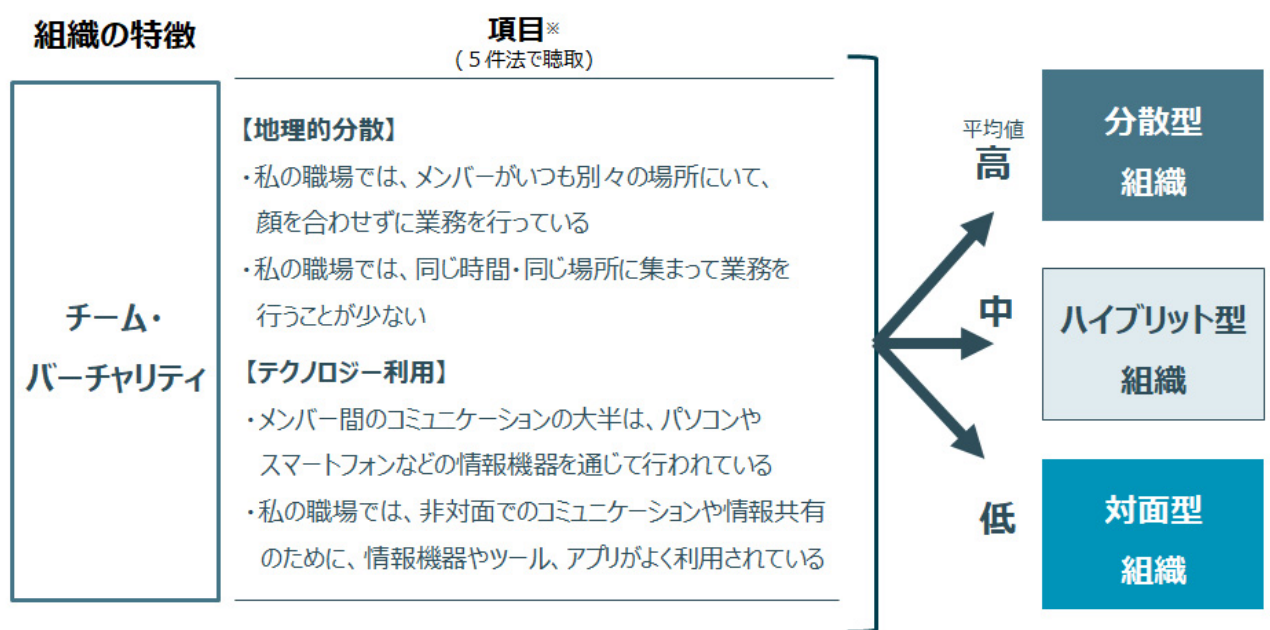 組織の特徴
項目※
(5件法で聴取)
チーム・
バーチャリティ
【地理的分散】
・私の職場では、メンバーがいつも別々の場所にいて、
顔を合わせずに業務を行っている
・私の職場では、同じ時間・同じ場所に集まって業務を
行うことが少ない
【テクノロジー利用】
・メンバー間のコミュニケーションの大半は、パソコンや
スマートフォンなどの情報機器を通じて行われている
・私の職場では、非対面でのコミュニケーションや情報共有
のために、情報機器やツール、アプリがよく利用されている
平均値
高
分散型
組織
中
ハイブリット型
組織
低
対面型
組織